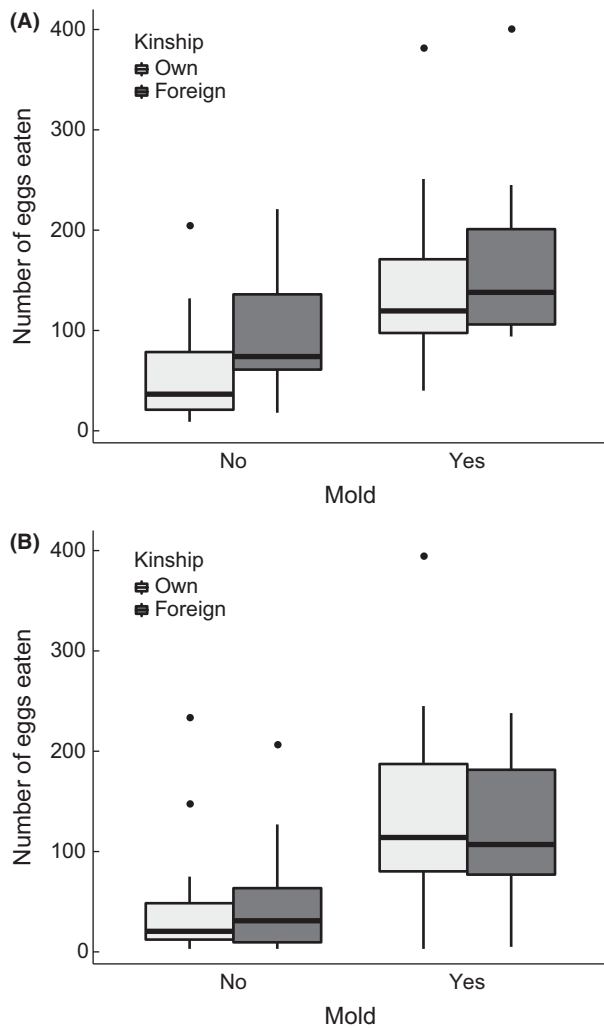 (A)
400
300
200
100
0
Number of eggs eaten
Kinship
Own
Foreign
No
Yes
Mold
(B)
400
300
200
100
0
Number of eggs eaten
Kinship
Own
Foreign
No
Yes
Mold